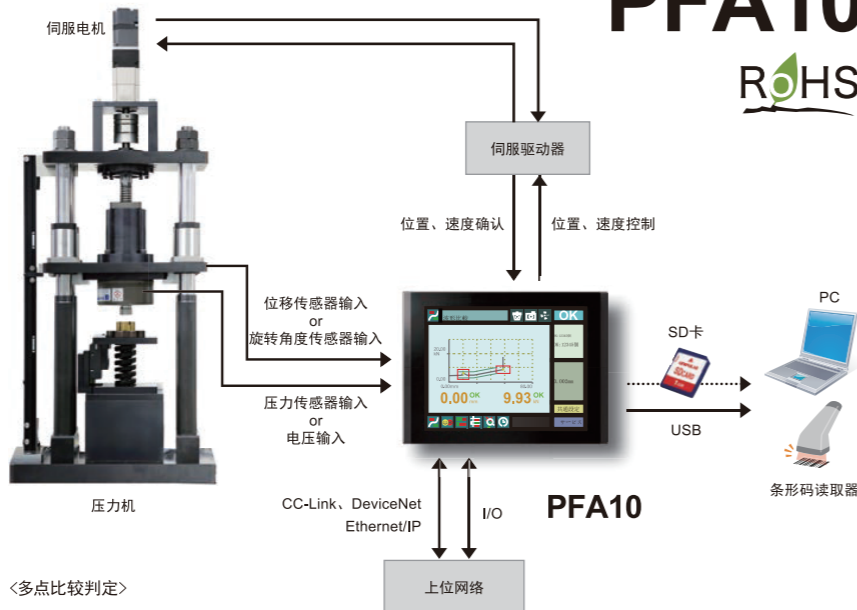 PFA10
RoHS
伺服电机
伺服驱动器
位置、速度确认
位置、速度控制
位移传感器输入
or
旋转角度传感器输入
压力传感器输入
or
电压输入
OK
0.00 OK
9.93 OK
SD卡
PC
USB
条形码读取器
压力机
CC-Link、DeviceNet
Ethernet/IP
I/O
PFA10
上位网络
<多点比较判定>